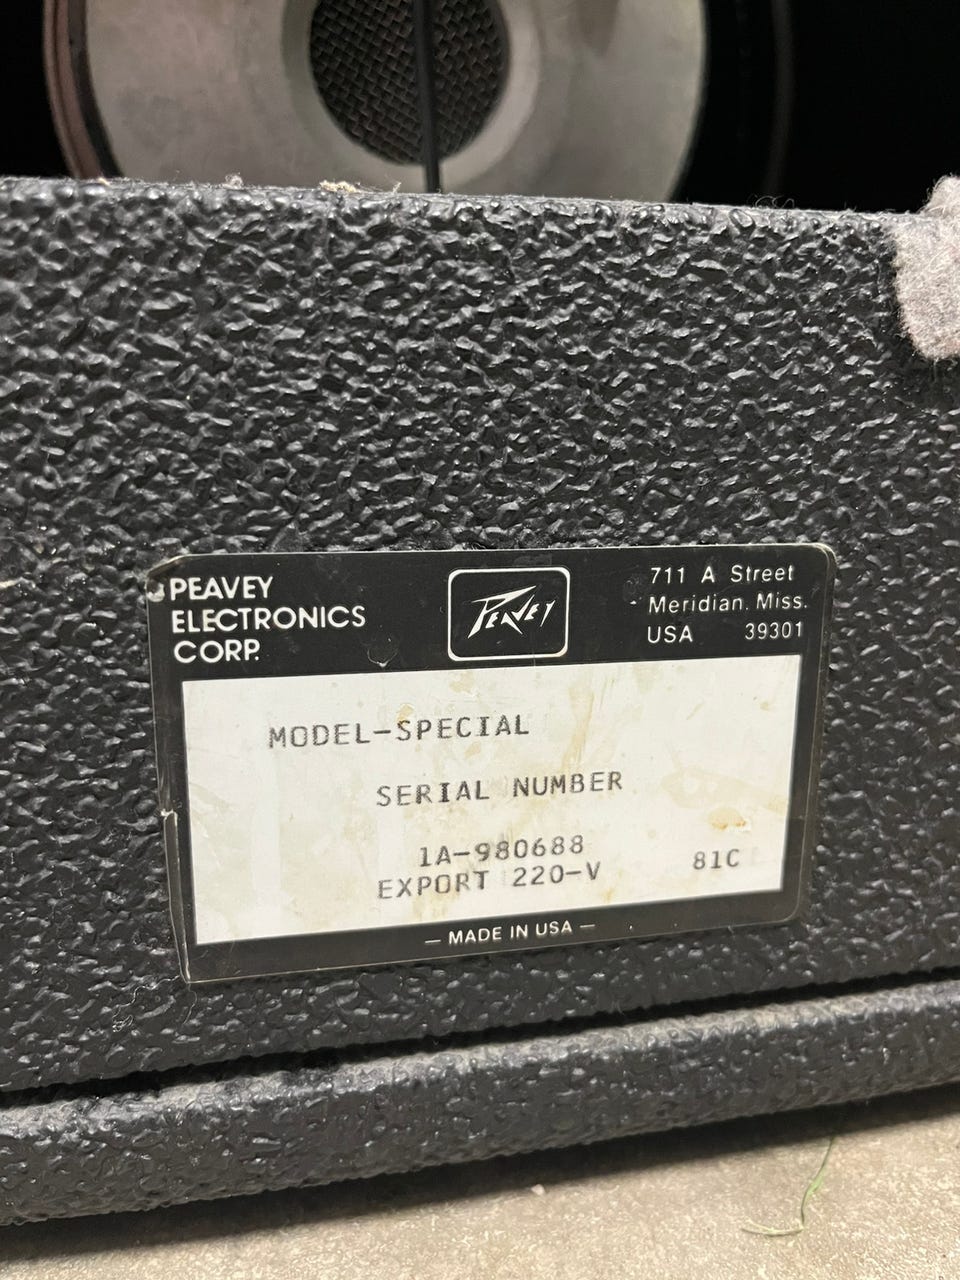 PEAVEY
ELECTRONICS
CORP.
PEAVEY
711 A Street
Meridian. Miss.
USA 39301
MODEL-SPECIAL
SERIAL NUMBER
1A-980688
EXPORT 220-V 81C
— MADE IN USA —